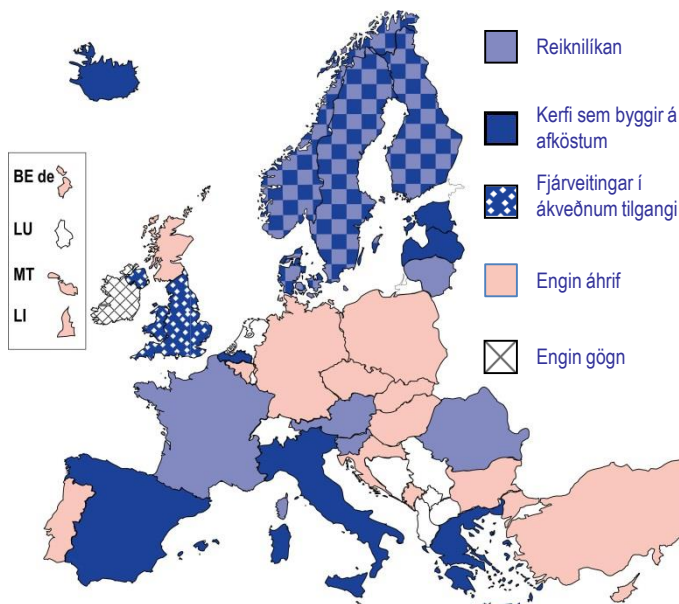 Reiknilíkan
Kerfi sem byggir á
afköstum
Fjárveitingar í
ákveðnum tilgangi
Engin áhrif
Engin gögn
BE de
LU
MT
LI